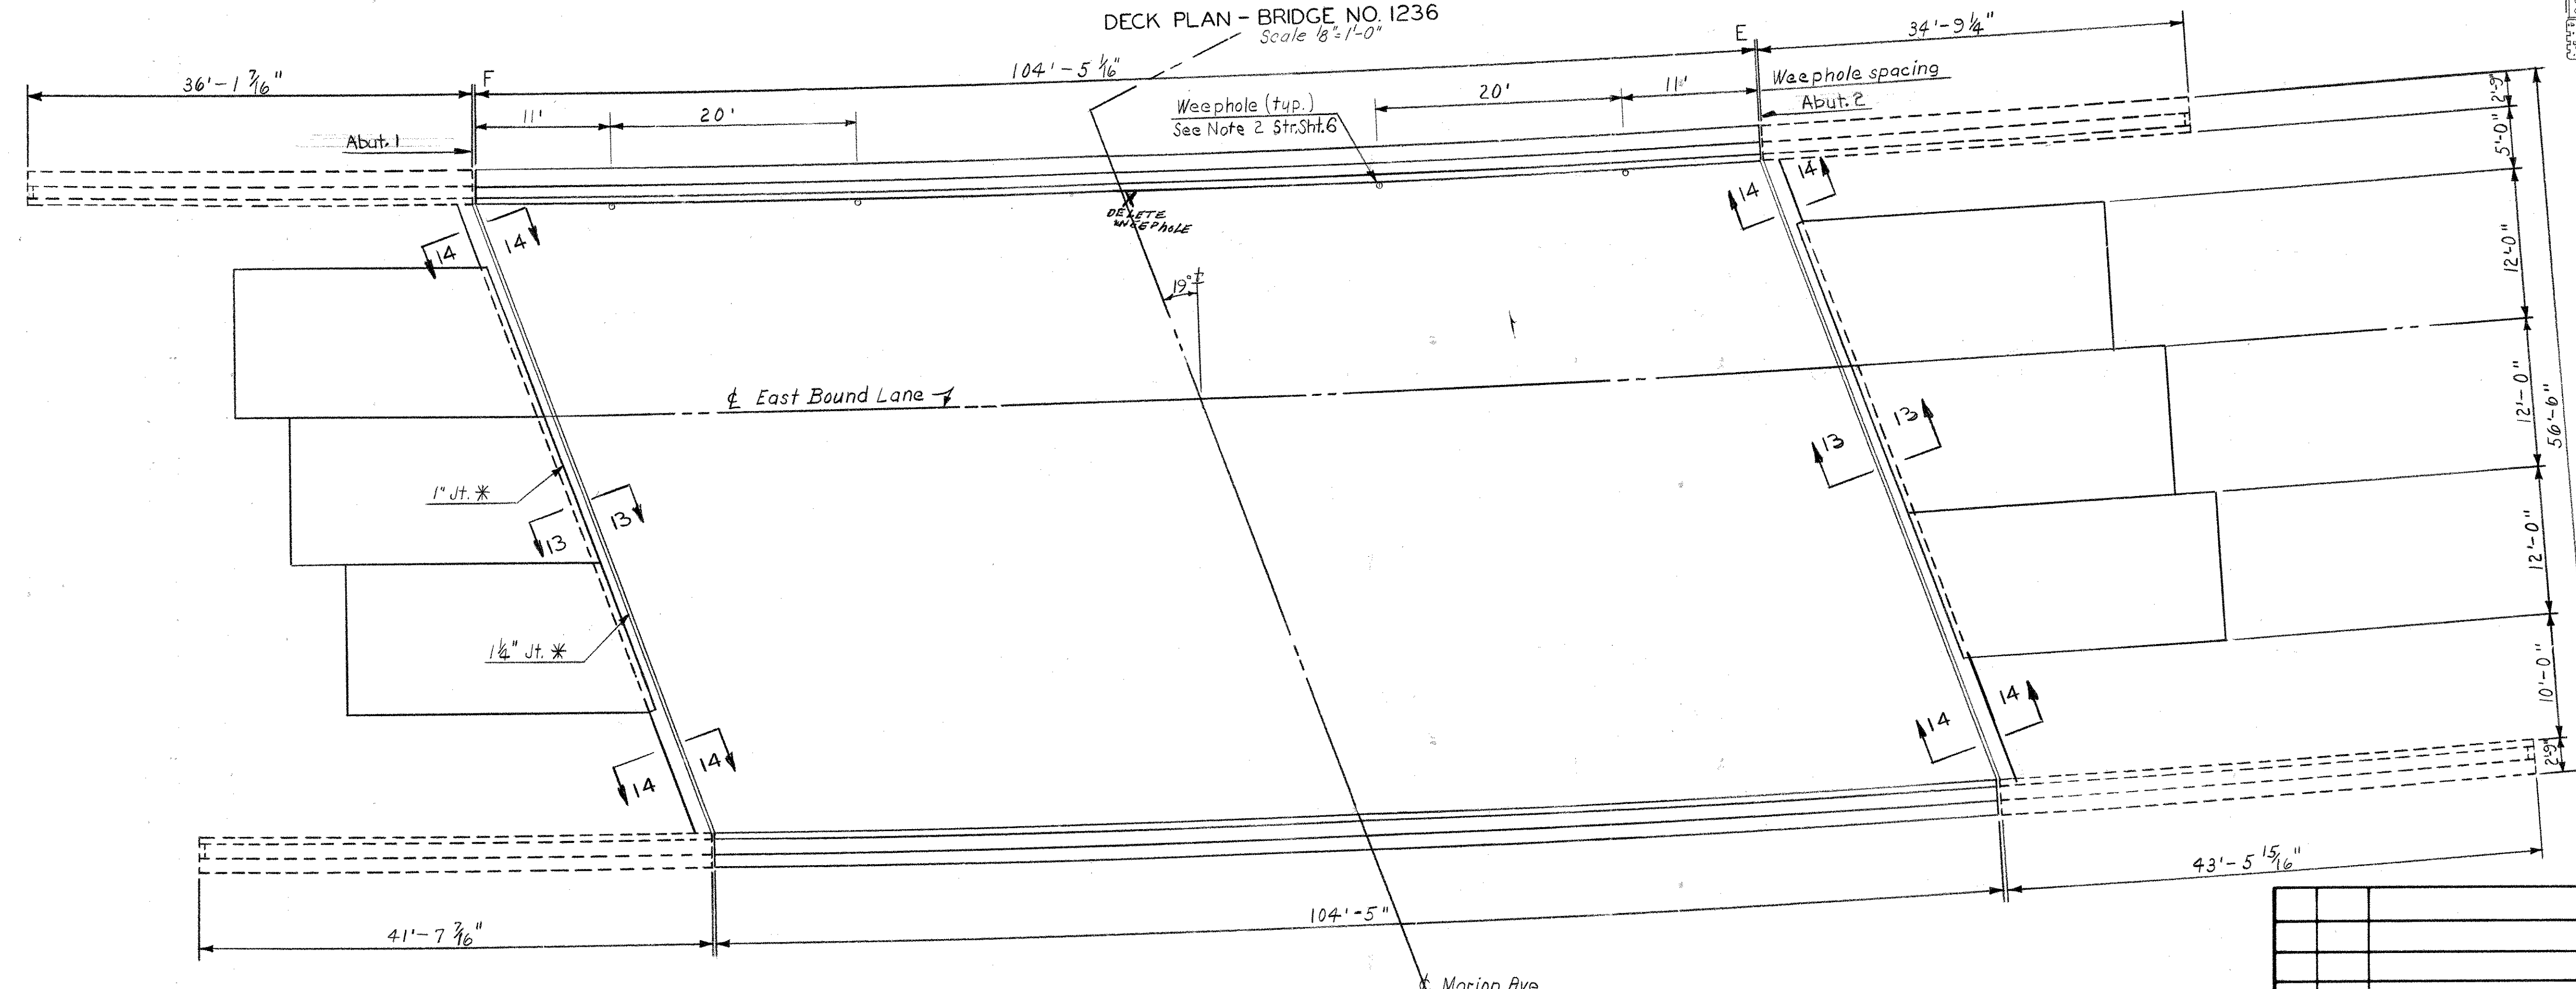 DECK PLAN - BRIDGE NO. 1236
Scale 1/8"=1'-0"
36'-1 7/16"
F
104'-5 1/16"
E
34'-9 1/4"
11'
20'
Weephole (typ.)
See Note 2 Str.Sht.6
20'
11'
Weephole spacing
Abut. 2
Abut. 1
2'-9"
5'-0"
14
14
DELETE
WEEPHOLE
14
14
12'-0"
19°±
℄ East Bound Lane
12'-0"
56'-6"
1" Jt. *
13
13
13
13
12'-0"
1 1/4" Jt. *
10'-0"
14
14
14
14
2'-9"
41'-7 7/16"
104'-5"
43'-5 15/16"
℄ Marion Ave.